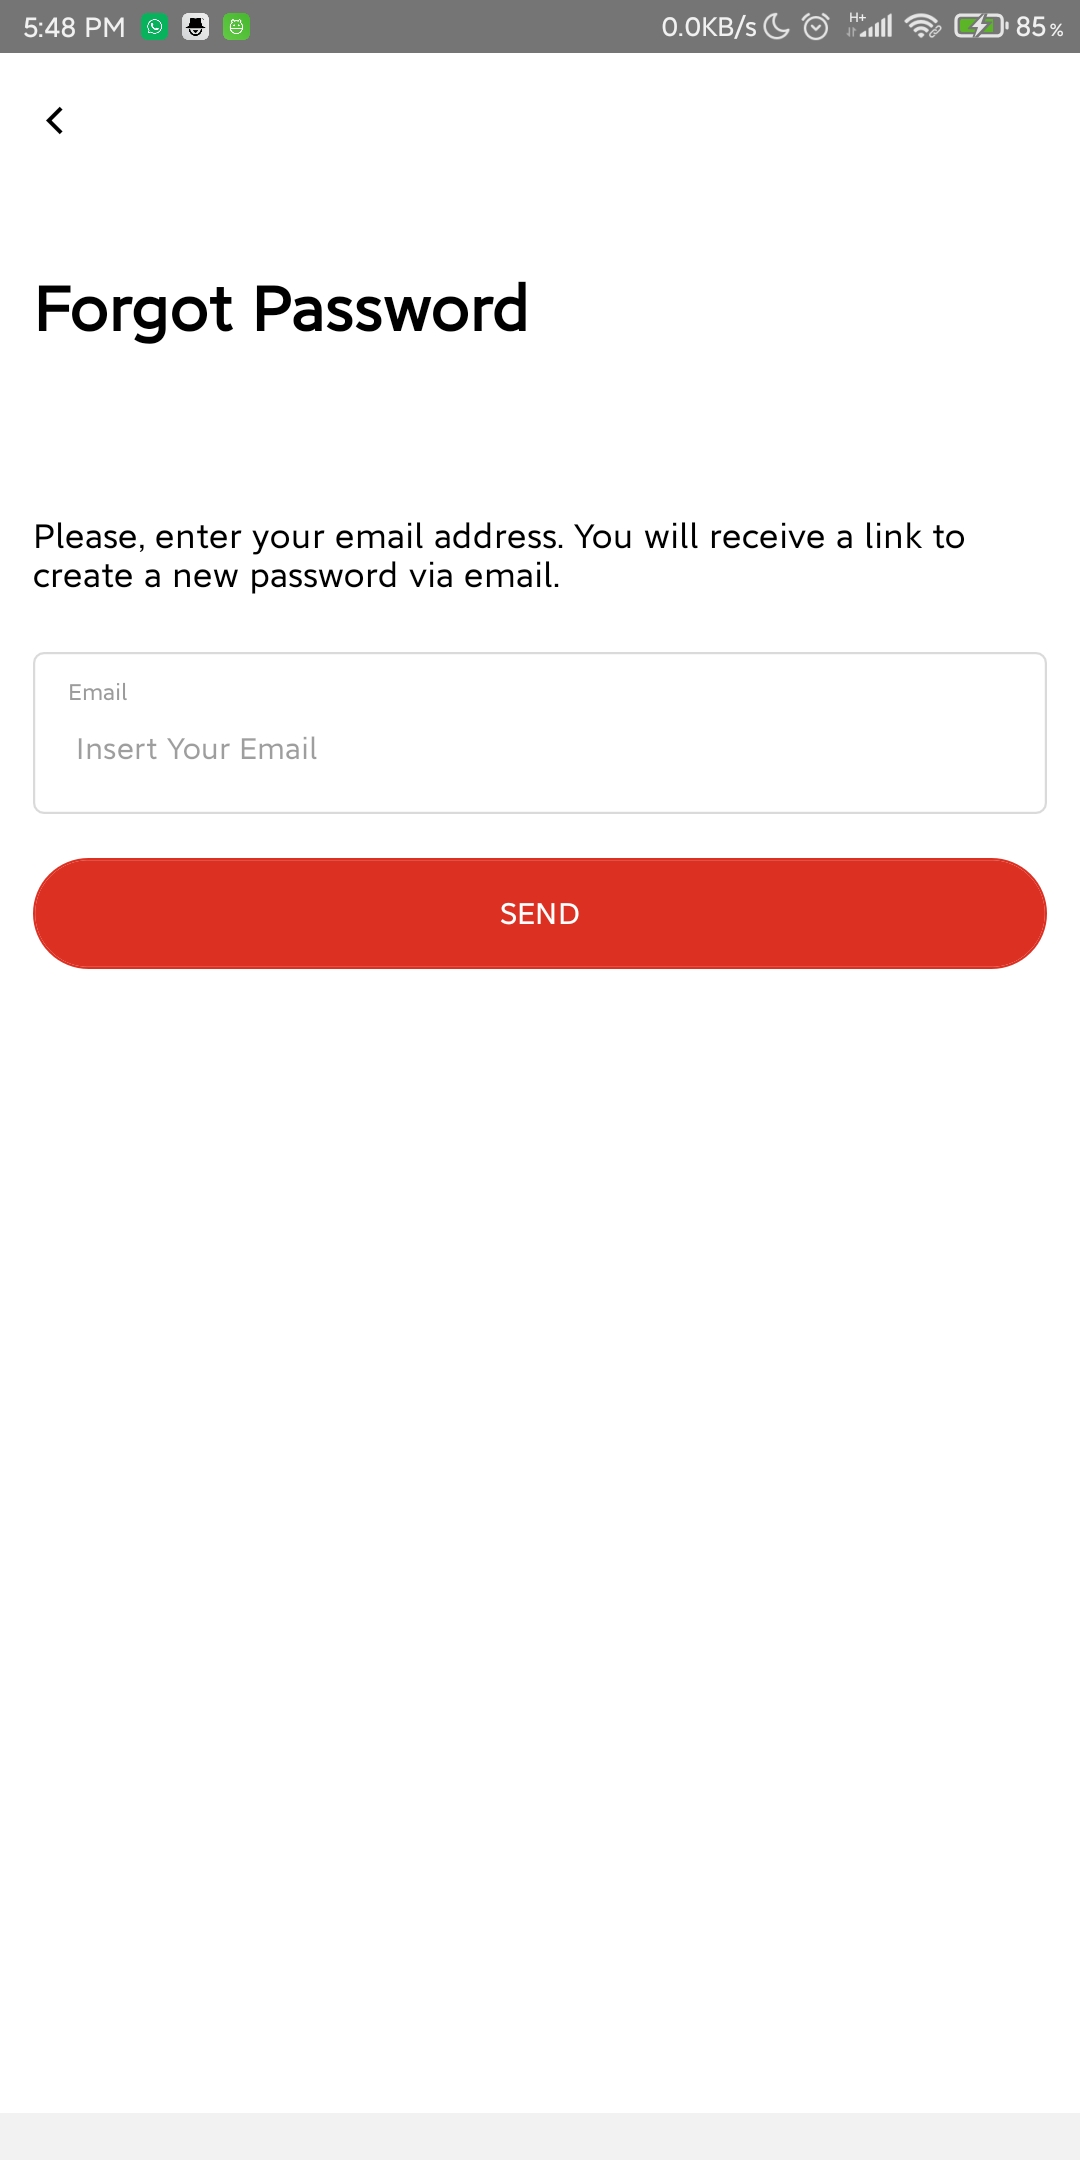 5:48 PM 0.0KB/s H+ 85%
Forgot Password
Please, enter your email address. You will receive a link to
create a new password via email.
Email
Insert Your Email
SEND